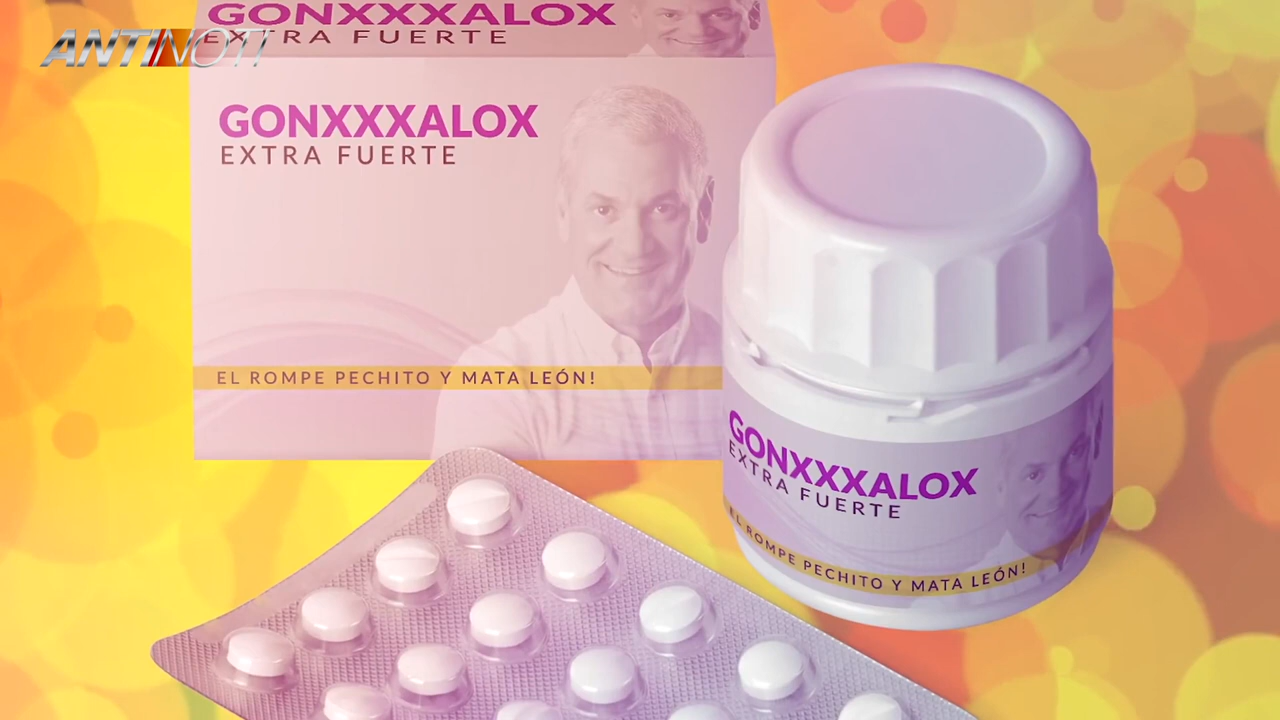 GONXXXALOX
EXTRA FUERTE
ANTINOTI
GONXXXALOX
EXTRA FUERTE
EL ROMPE PECHITO Y MATA LEÓN!
GONXXXALOX
EXTRA FUERTE
EL ROMPE PECHITO Y MATA LEÓN!